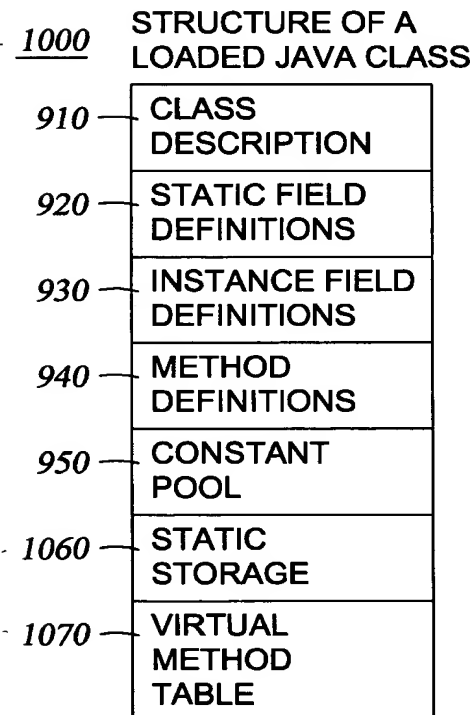 1000 STRUCTURE OF A
LOADED JAVA CLASS
910 CLASS
DESCRIPTION
920 STATIC FIELD
DEFINITIONS
930 INSTANCE FIELD
DEFINITIONS
940 METHOD
DEFINITIONS
950 CONSTANT
POOL
1060 STATIC
STORAGE
1070 VIRTUAL
METHOD
TABLE